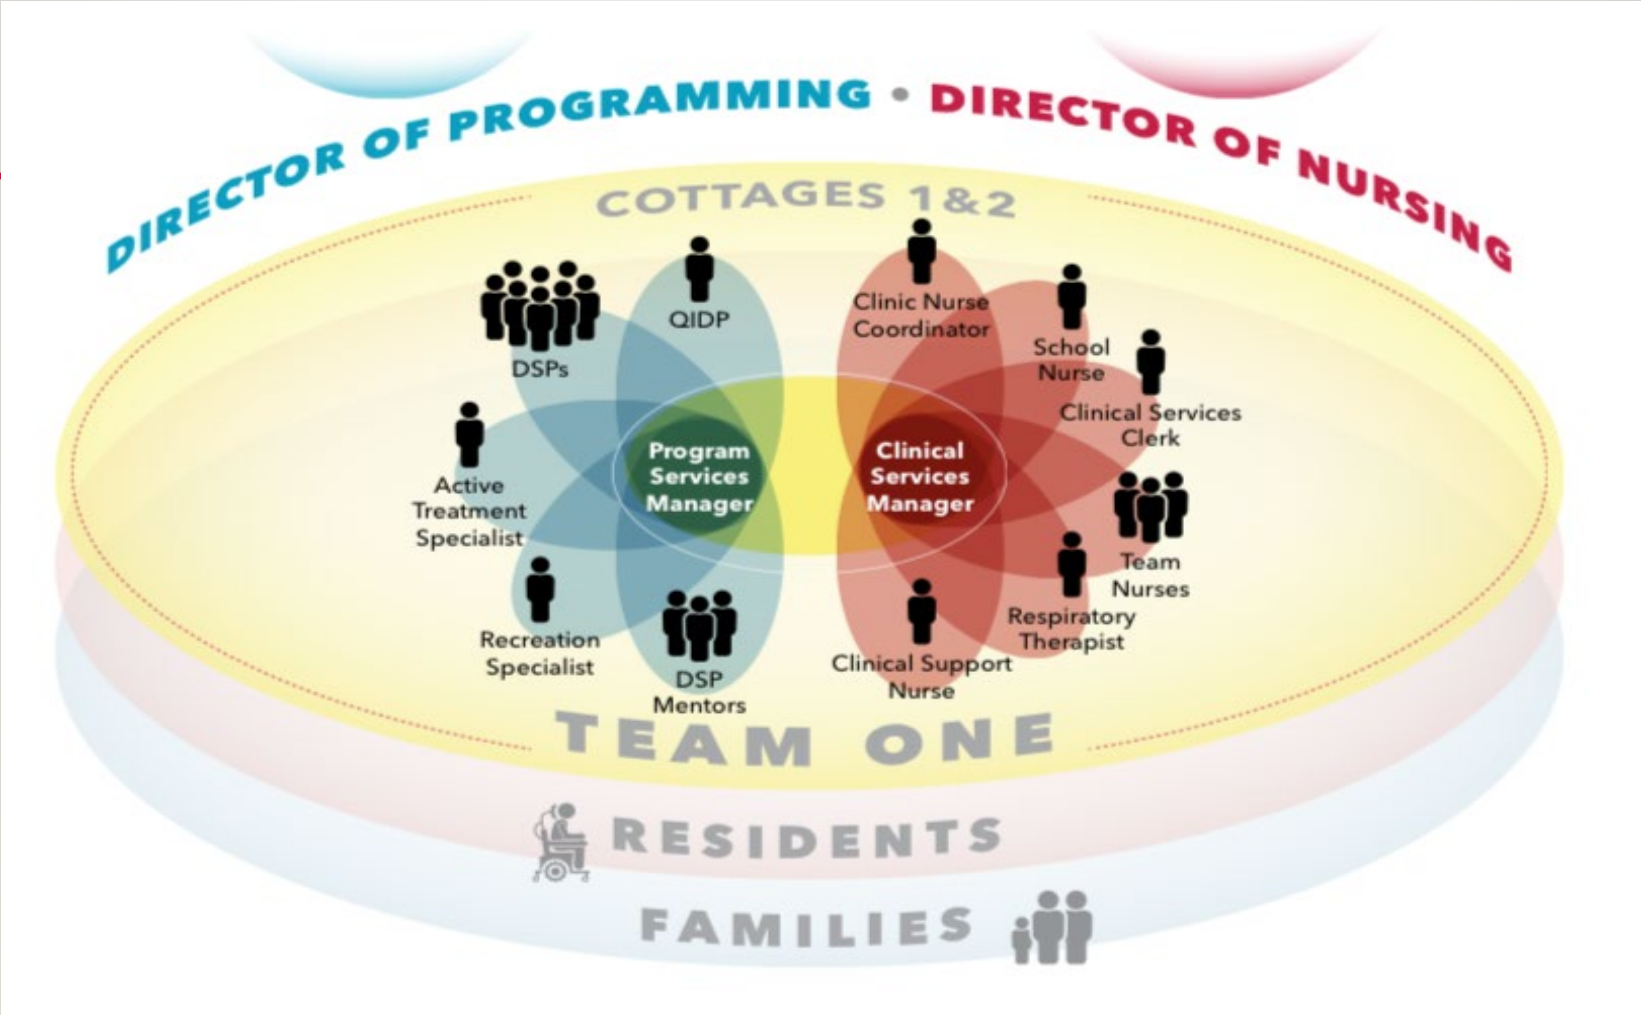 DIRECTOR OF PROGRAMMING • DIRECTOR OF NURSING
COTTAGES 1&2
DSPs
QIDP
Clinic Nurse
Coordinator
School
Nurse
Clinical Services
Clerk
Active
Treatment
Specialist
Program
Services
Manager
Clinical
Services
Manager
Team
Nurses
Recreation
Specialist
DSP
Mentors
Clinical Support
Nurse
Respiratory
Therapist
TEAM ONE
RESIDENTS
FAMILIES